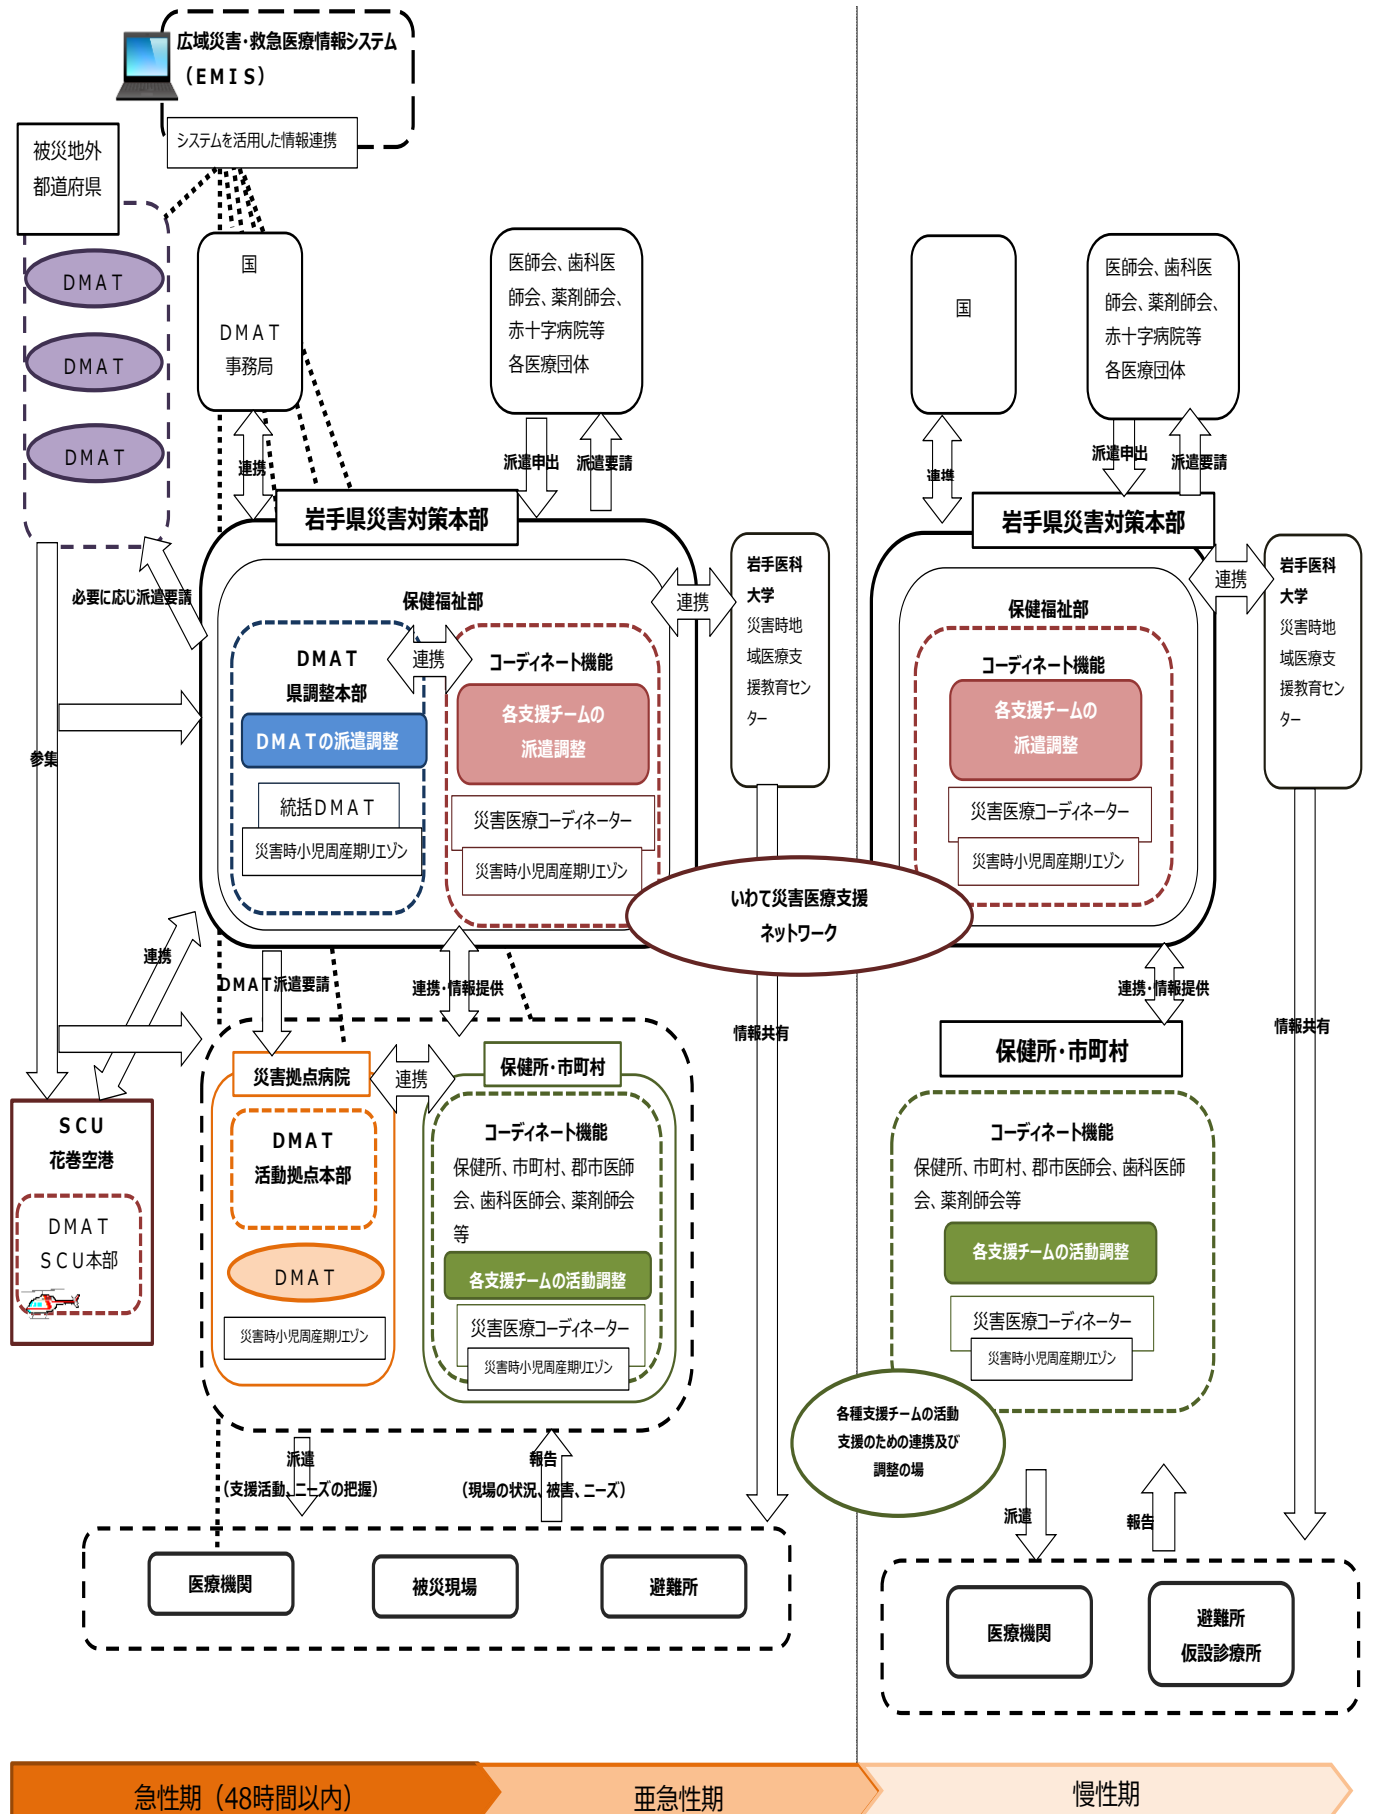 広域災害・救急医療情報システム
（ＥＭＩＳ）
システムを活用した情報連携
被災地外
都道府県
ＤＭＡＴ
ＤＭＡＴ
ＤＭＡＴ
国
ＤＭＡＴ
事務局
医師会、歯科医
師会、薬剤師会、
赤十字病院等
各医療団体
連携
派遣申出
派遣要請
岩手県災害対策本部
必要に応じ派遣要請
参集
保健福祉部
ＤＭＡＴ
県調整本部
連携
コーディネート機能
ＤＭＡＴの派遣調整
各支援チームの
派遣調整
統括ＤＭＡＴ
災害時小児周産期リエゾン
災害医療コーディネーター
災害時小児周産期リエゾン
連携
岩手医科
大学
災害時地
域医療支
援教育セン
ター
いわて災害医療支援
ネットワーク
連携
ＤＭＡＴ派遣要請
連携・情報提供
情報共有
ＳＣＵ
花巻空港
ＤＭＡＴ
ＳＣＵ本部
災害拠点病院
連携
保健所・市町村
ＤＭＡＴ
活動拠点本部
ＤＭＡＴ
災害時小児周産期リエゾン
コーディネート機能
保健所、市町村、郡市医師
会、歯科医師会、薬剤師会
等
各支援チームの活動調整
災害医療コーディネーター
災害時小児周産期リエゾン
派遣
（支援活動、ニーズの把握）
報告
（現場の状況、被害、ニーズ）
医療機関
被災現場
避難所
国
医師会、歯科医
師会、薬剤師会、
赤十字病院等
各医療団体
連携
派遣申出
派遣要請
岩手県災害対策本部
保健福祉部
コーディネート機能
各支援チームの
派遣調整
災害医療コーディネーター
災害時小児周産期リエゾン
連携
岩手医科
大学
災害時地
域医療支
援教育セン
ター
連携・情報提供
情報共有
保健所・市町村
コーディネート機能
保健所、市町村、郡市医師会、歯科医師
会、薬剤師会等
各支援チームの活動調整
災害医療コーディネーター
災害時小児周産期リエゾン
各種支援チームの活動
支援のための連携及び
調整の場
派遣
報告
医療機関
避難所
仮設診療所
急性期（48時間以内）
亜急性期
慢性期